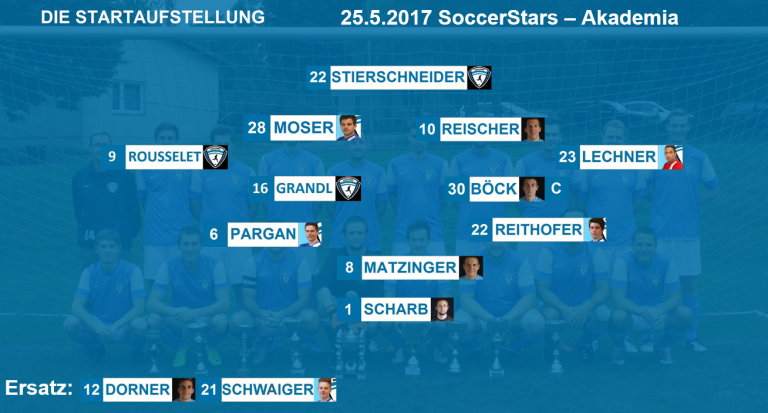 DIE STARTAUFSTELLUNG 25.5.2017 SoccerStars – Akademia
22 STIERSCHNEIDER
28 MOSER 10 REISCHER
9 ROUSSELET 23 LECHNER
16 GRANDL 30 BÖCK C
6 PARGAN 22 REITHOFER
8 MATZINGER
1 SCHARB
Ersatz: 12 DORNER 21 SCHWAIGER